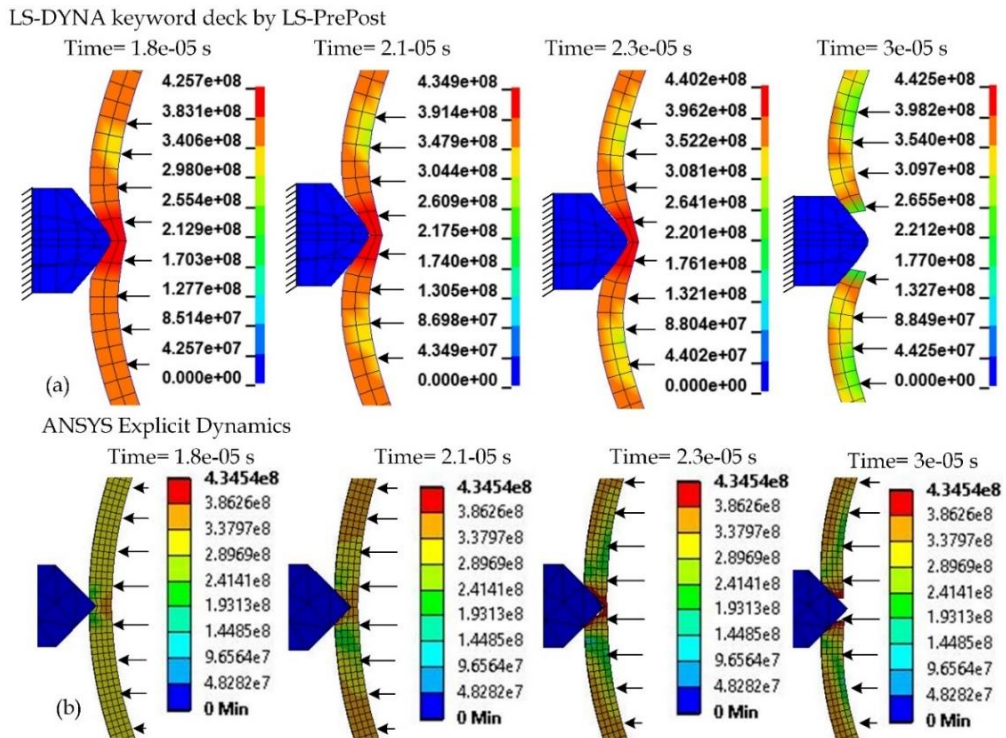 LS-DYNA keyword deck by LS-PrePost
Time= 1.8e-05 s
4.257e+08
3.831e+08
3.406e+08
2.980e+08
2.554e+08
2.129e+08
1.703e+08
1.277e+08
8.514e+07
4.257e+07
0.000e+00
Time= 2.1-05 s
4.349e+08
3.914e+08
3.479e+08
3.044e+08
2.609e+08
2.175e+08
1.740e+08
1.305e+08
8.698e+07
4.349e+07
0.000e+00
Time= 2.3e-05 s
4.402e+08
3.962e+08
3.522e+08
3.081e+08
2.641e+08
2.201e+08
1.761e+08
1.321e+08
8.804e+07
4.402e+07
0.000e+00
Time= 3e-05 s
4.425e+08
3.982e+08
3.540e+08
3.097e+08
2.655e+08
2.212e+08
1.770e+08
1.327e+08
8.849e+07
4.425e+07
0.000e+00
(a)
ANSYS Explicit Dynamics
Time= 1.8e-05 s
4.3454e8
3.8626e8
3.3797e8
2.8969e8
2.4141e8
1.9313e8
1.4485e8
9.6564e7
4.8282e7
0 Min
Time= 2.1-05 s
4.3454e8
3.8626e8
3.3797e8
2.8969e8
2.4141e8
1.9313e8
1.4485e8
9.6564e7
4.8282e7
0 Min
Time= 2.3e-05 s
4.3454e8
3.8626e8
3.3797e8
2.8969e8
2.4141e8
1.9313e8
1.4485e8
9.6564e7
4.8282e7
0 Min
Time= 3e-05 s
4.3454e8
3.8626e8
3.3797e8
2.8969e8
2.4141e8
1.9313e8
1.4485e8
9.6564e7
4.8282e7
0 Min
(b)